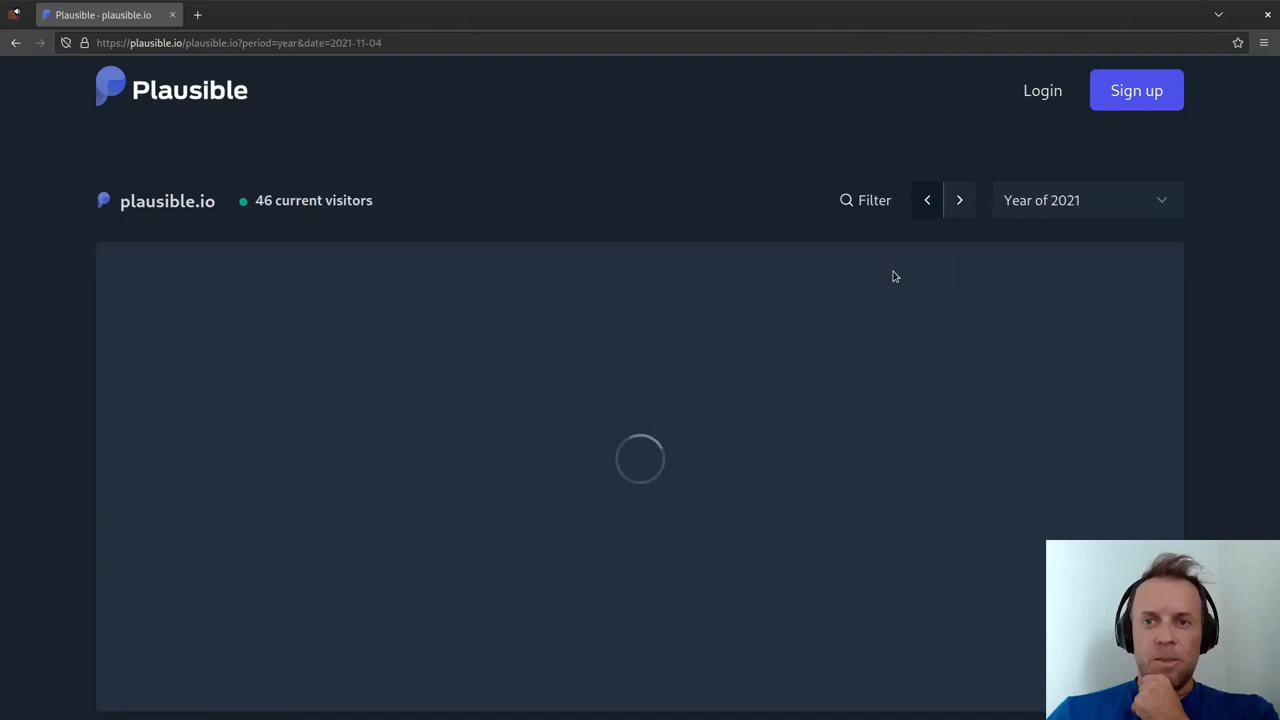 Plausible · plausible.io
https://plausible.io/plausible.io?period=year&date=2021-11-04
Plausible
Login
Sign up
plausible.io
46 current visitors
Filter
Year of 2021